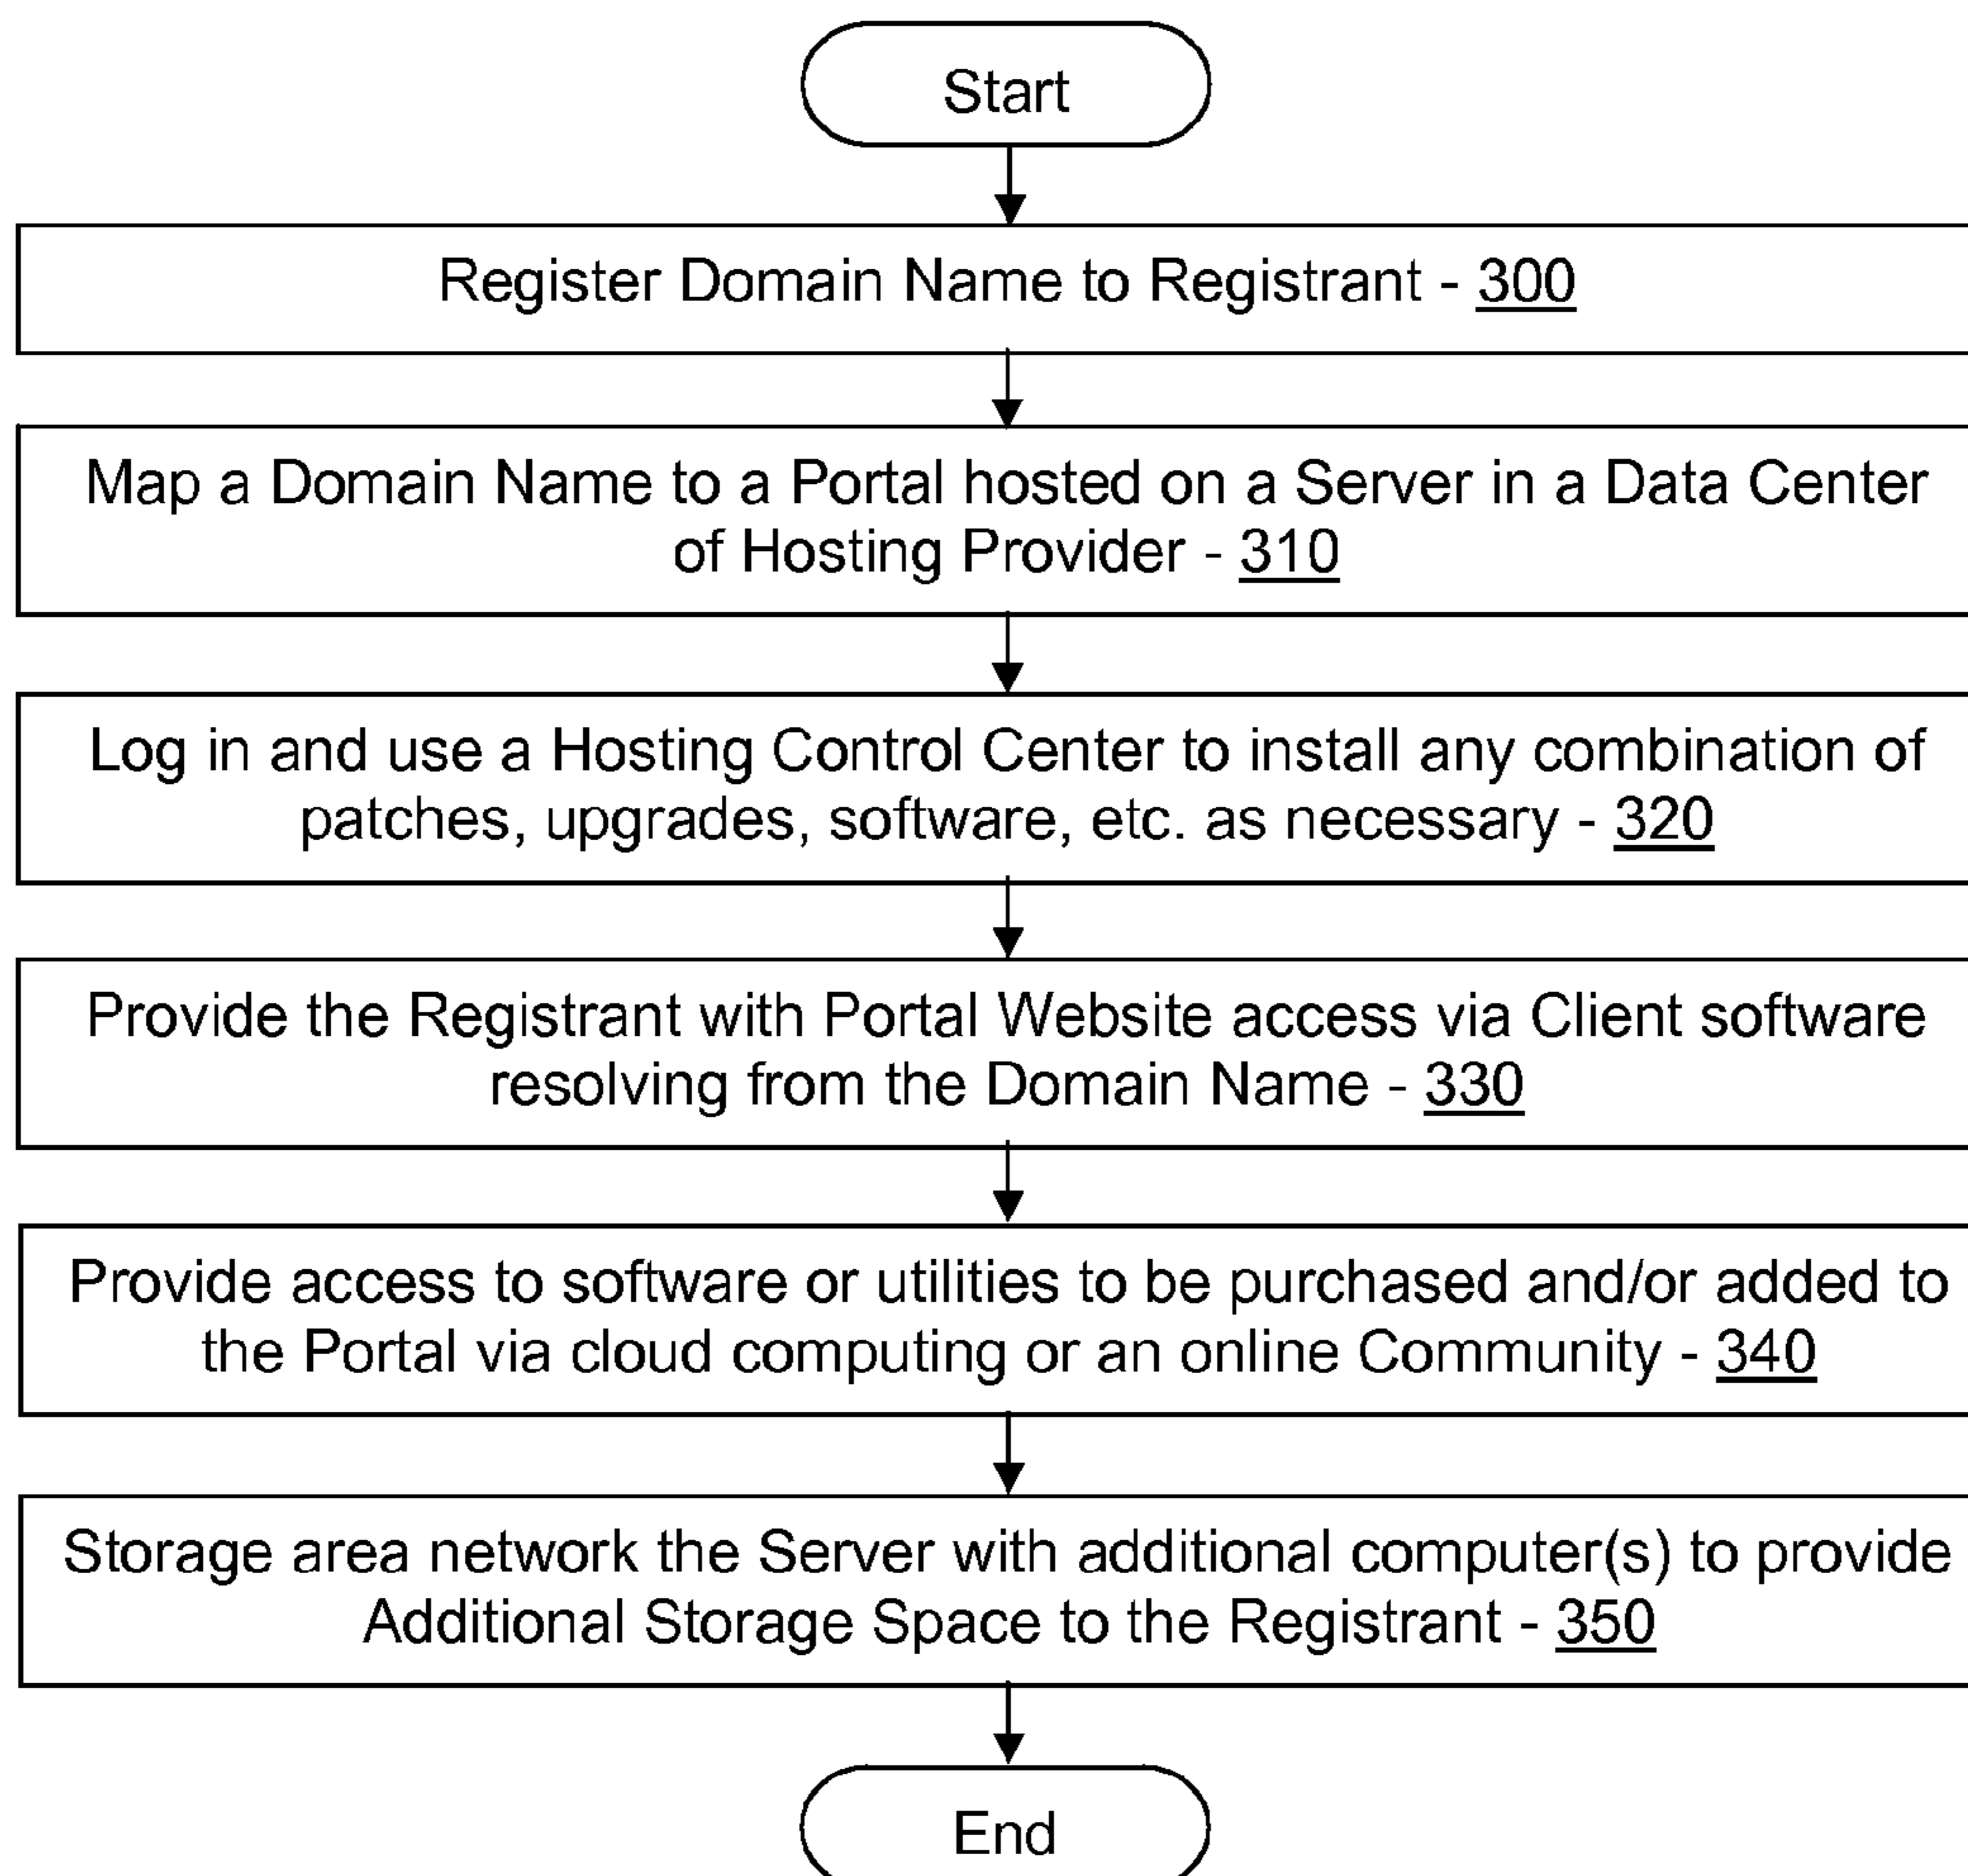 Start
Register Domain Name to Registrant - 300
Map a Domain Name to a Portal hosted on a Server in a Data Center
of Hosting Provider - 310
Log in and use a Hosting Control Center to install any combination of
patches, upgrades, software, etc. as necessary - 320
Provide the Registrant with Portal Website access via Client software
resolving from the Domain Name - 330
Provide access to software or utilities to be purchased and/or added to
the Portal via cloud computing or an online Community - 340
Storage area network the Server with additional computer(s) to provide
Additional Storage Space to the Registrant - 350
End